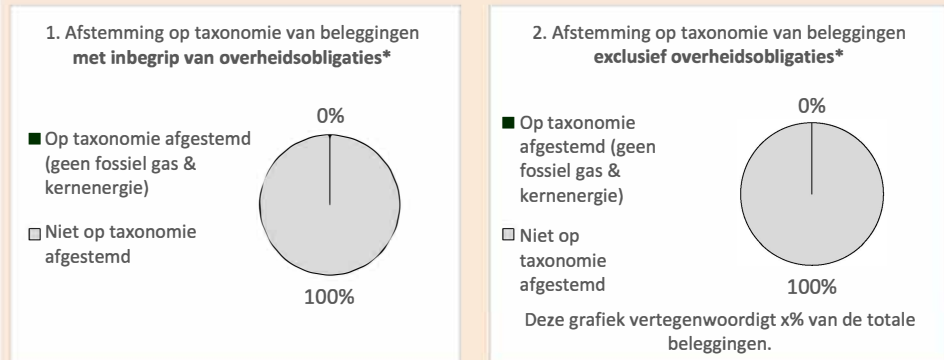 1. Afstemming op taxonomie van beleggingen
met inbegrip van overheidsobligaties*
0%
Op taxonomie afgestemd
(geen fossiel gas &
kernenergie)
Niet op taxonomie
afgestemd
100%
2. Afstemming op taxonomie van beleggingen
exclusief overheidsobligaties*
0%
Op taxonomie
afgestemd (geen
fossiel gas &
kernenergie)
Niet op
taxonomie
afgestemd
100%
Deze grafiek vertegenwoordigt x% van de totale
beleggingen.